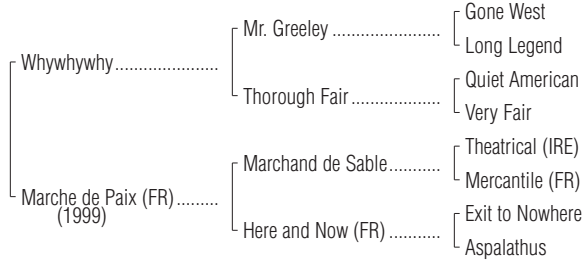 Gone West
Mr. Greeley
Long Legend
Whywhywhy
Quiet American
Thorough Fair
Very Fair
Theatrical (IRE)
Marchand de Sable
Mercantile (FR)
Marche de Paix (FR)
(1999)
Exit to Nowhere
Here and Now (FR)
Aspalathus